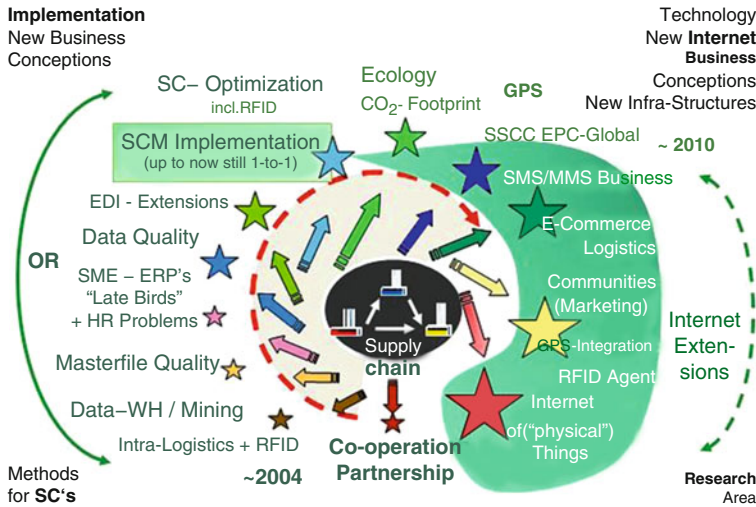 Implementation
New Business
Conceptions
Technology
New Internet
Business
Conceptions
New Infra-Structures
SC– Optimization
incl.RFID
Ecology
CO2- Footprint
GPS
SCM Implementation
(up to now still 1-to-1)
SSCC EPC-Global
~ 2010
SMS/MMS Business
EDI - Extensions
E-Commerce
Logistics
Data Quality
OR
SME – ERP's
“Late Birds”
+ HR Problems
Communities
(Marketing)
GPS-Integration
Internet
Exten-
sions
Supply
chain
Masterfile Quality
RFID Agent
Internet
of(“physical”)
Things
Data–WH / Mining
Intra-Logistics + RFID
~2004
Co-operation
Partnership
Methods
for SC‘s
Research
Area